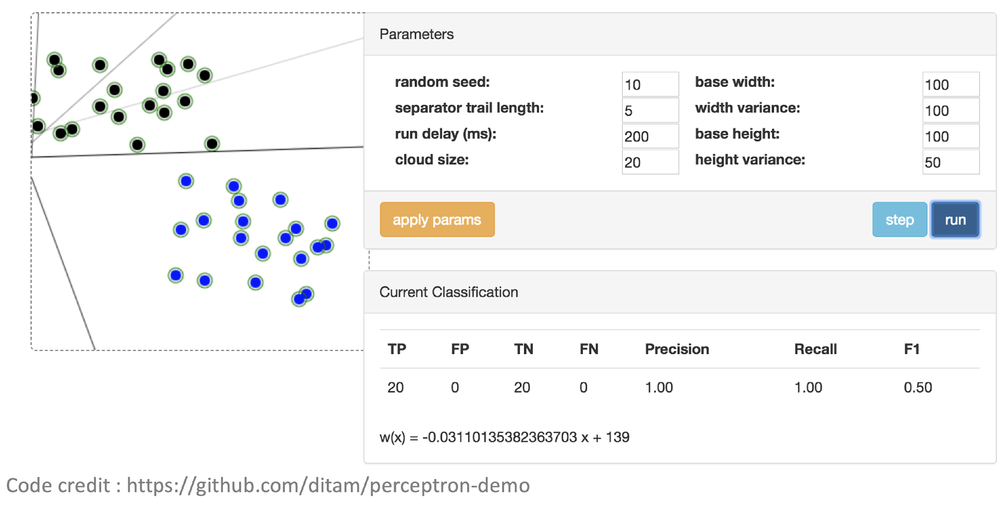 Parameters
random seed: 10 base width: 100
separator trail length: 5 width variance: 100
run delay (ms): 200 base height: 100
cloud size: 20 height variance: 50
apply params step run
Current Classification
TP FP TN FN Precision Recall F1
20 0 20 0 1.00 1.00 0.50
w(x) = -0.03110135382363703 x + 139
Code credit : https://github.com/ditam/perceptron-demo